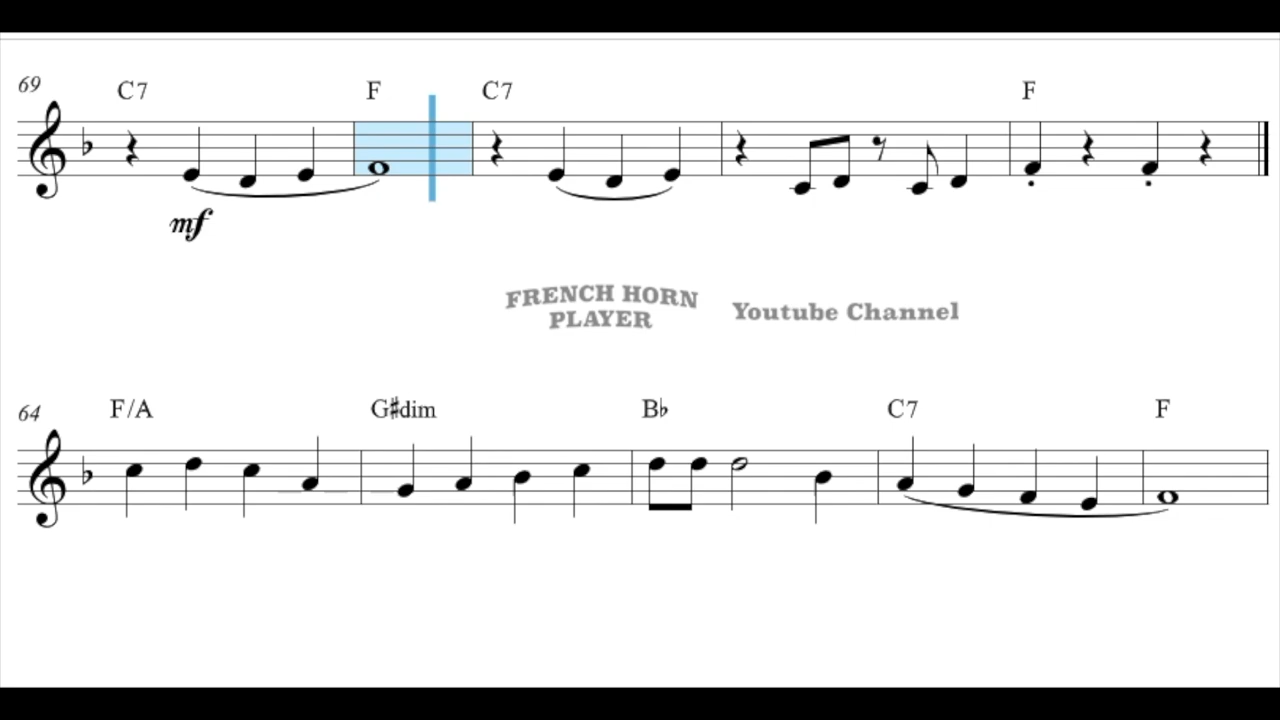 69 C7 F C7 F
mf
FRENCH HORN
PLAYER
Youtube Channel
64 F/A G#dim B♭ C7 F